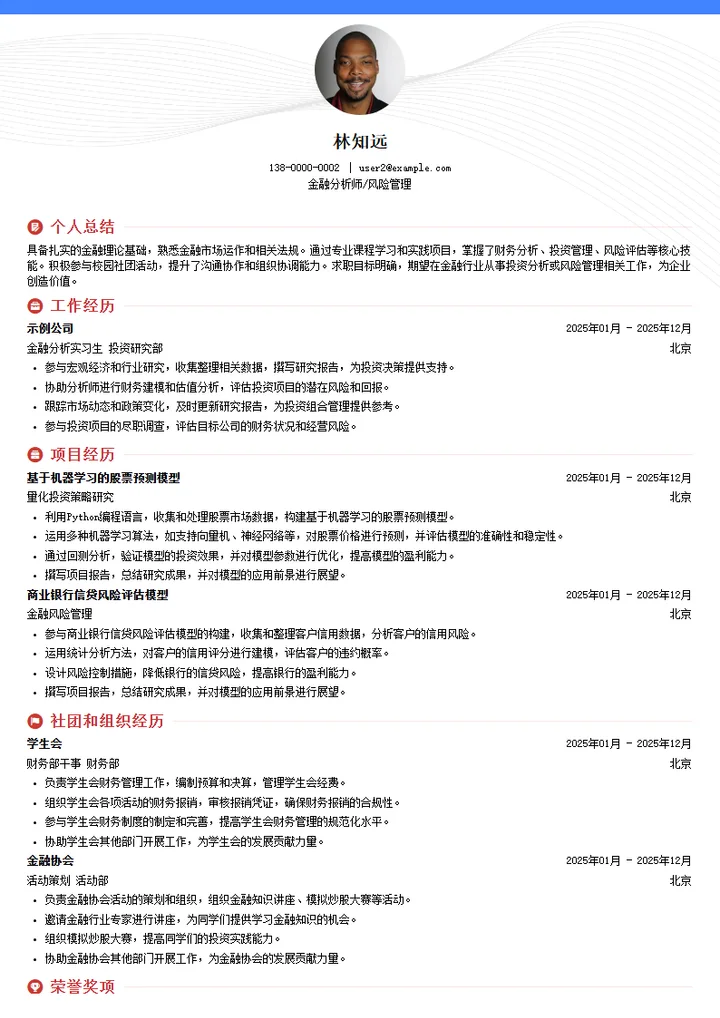 林知远
138-0000-0002 | user2@example.com
金融分析师/风险管理
个人总结
具备扎实的金融理论基础，熟悉金融市场运作和相关法规。通过专业课程学习和实践项目，掌握了财务分析、投资管理、风险评估等核心技
能。积极参与校园社团活动，提升了沟通协作和组织协调能力。求职目标明确，期望在金融行业从事投资分析或风险管理相关工作，为企业
创造价值。
工作经历
示例公司 2025年01月 - 2025年12月
金融分析实习生 投资研究部 北京
• 参与宏观经济和行业研究，收集整理相关数据，撰写研究报告，为投资决策提供支持。
• 协助分析师进行财务建模和估值分析，评估投资项目的潜在风险和回报。
• 跟踪市场动态和政策变化，及时更新研究报告，为投资组合管理提供参考。
• 参与投资项目的尽职调查，评估目标公司的财务状况和经营风险。
项目经历
基于机器学习的股票预测模型 2025年01月 - 2025年12月
量化投资策略研究 北京
• 利用Python编程语言，收集和处理股票市场数据，构建基于机器学习的股票预测模型。
• 运用多种机器学习算法，如支持向量机、神经网络等，对股票价格进行预测，并评估模型的准确性和稳定性。
• 通过回测分析，验证模型的投资效果，并对模型参数进行优化，提高模型的盈利能力。
• 撰写项目报告，总结研究成果，并对模型的应用前景进行展望。
商业银行信贷风险评估模型 2025年01月 - 2025年12月
金融风险管理 北京
• 参与商业银行信贷风险评估模型的构建，收集和整理客户信用数据，分析客户的信用风险。
• 运用统计分析方法，对客户的信用评分进行建模，评估客户的违约概率。
• 设计风险控制措施，降低银行的信贷风险，提高银行的盈利能力。
• 撰写项目报告，总结研究成果，并对模型的应用前景进行展望。
社团和组织经历
学生会 2025年01月 - 2025年12月
财务部干事 财务部 北京
• 负责学生会财务管理工作，编制预算和决算，管理学生会经费。
• 组织学生会各项活动的财务报销，审核报销凭证，确保财务报销的合规性。
• 参与学生会财务制度的制定和完善，提高学生会财务管理的规范化水平。
• 协助学生会其他部门开展工作，为学生会的发展贡献力量。
金融协会 2025年01月 - 2025年12月
活动策划 活动部 北京
• 负责金融协会活动的策划和组织，组织金融知识讲座、模拟炒股大赛等活动。
• 邀请金融行业专家进行讲座，为同学们提供学习金融知识的机会。
• 组织模拟炒股大赛，提高同学们的投资实践能力。
• 协助金融协会其他部门开展工作，为金融协会的发展贡献力量。
荣誉奖项